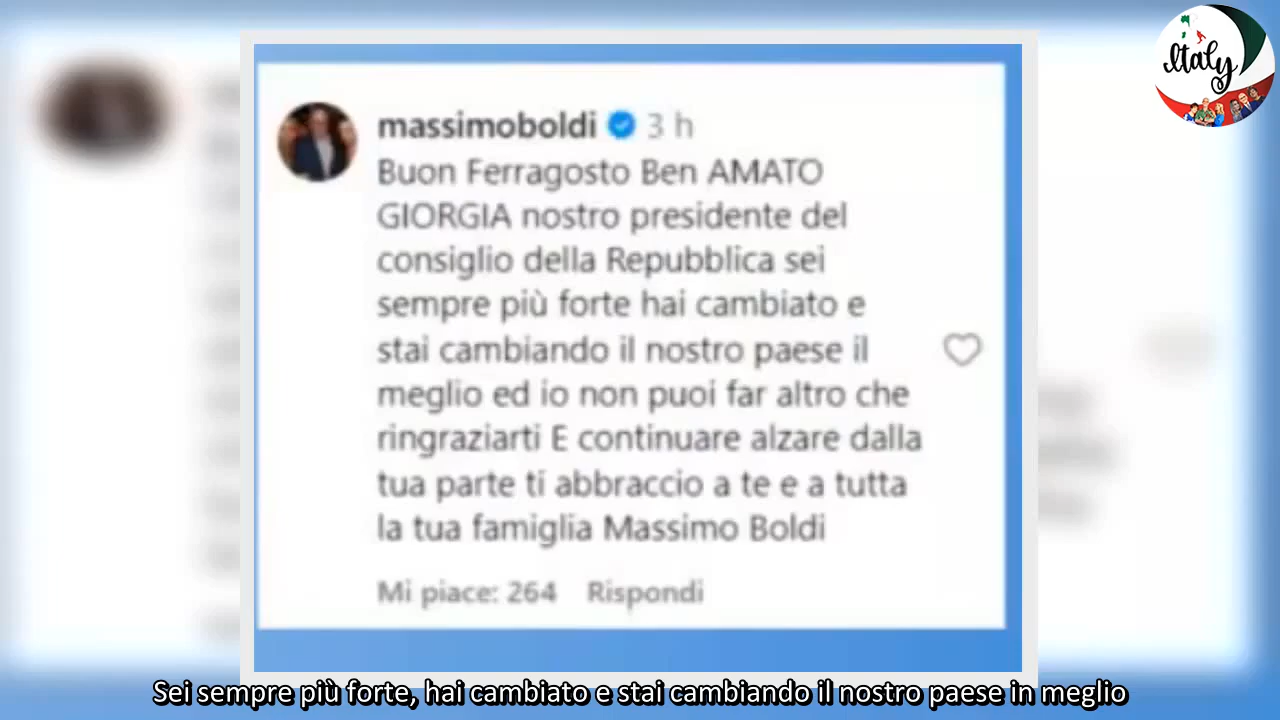 Italy
massimoboldi 3 h
Buon Ferragosto Ben AMATO
GIORGIA nostro presidente del
consiglio della Repubblica sei
sempre più forte hai cambiato e
stai cambiando il nostro paese il
meglio ed io non puoi far altro che
ringraziarti E continuare alzare dalla
tua parte ti abbraccio a te e a tutta
la tua famiglia Massimo Boldi
Mi piace: 264 Rispondi
Sei sempre più forte, hai cambiato e stai cambiando il nostro paese in meglio